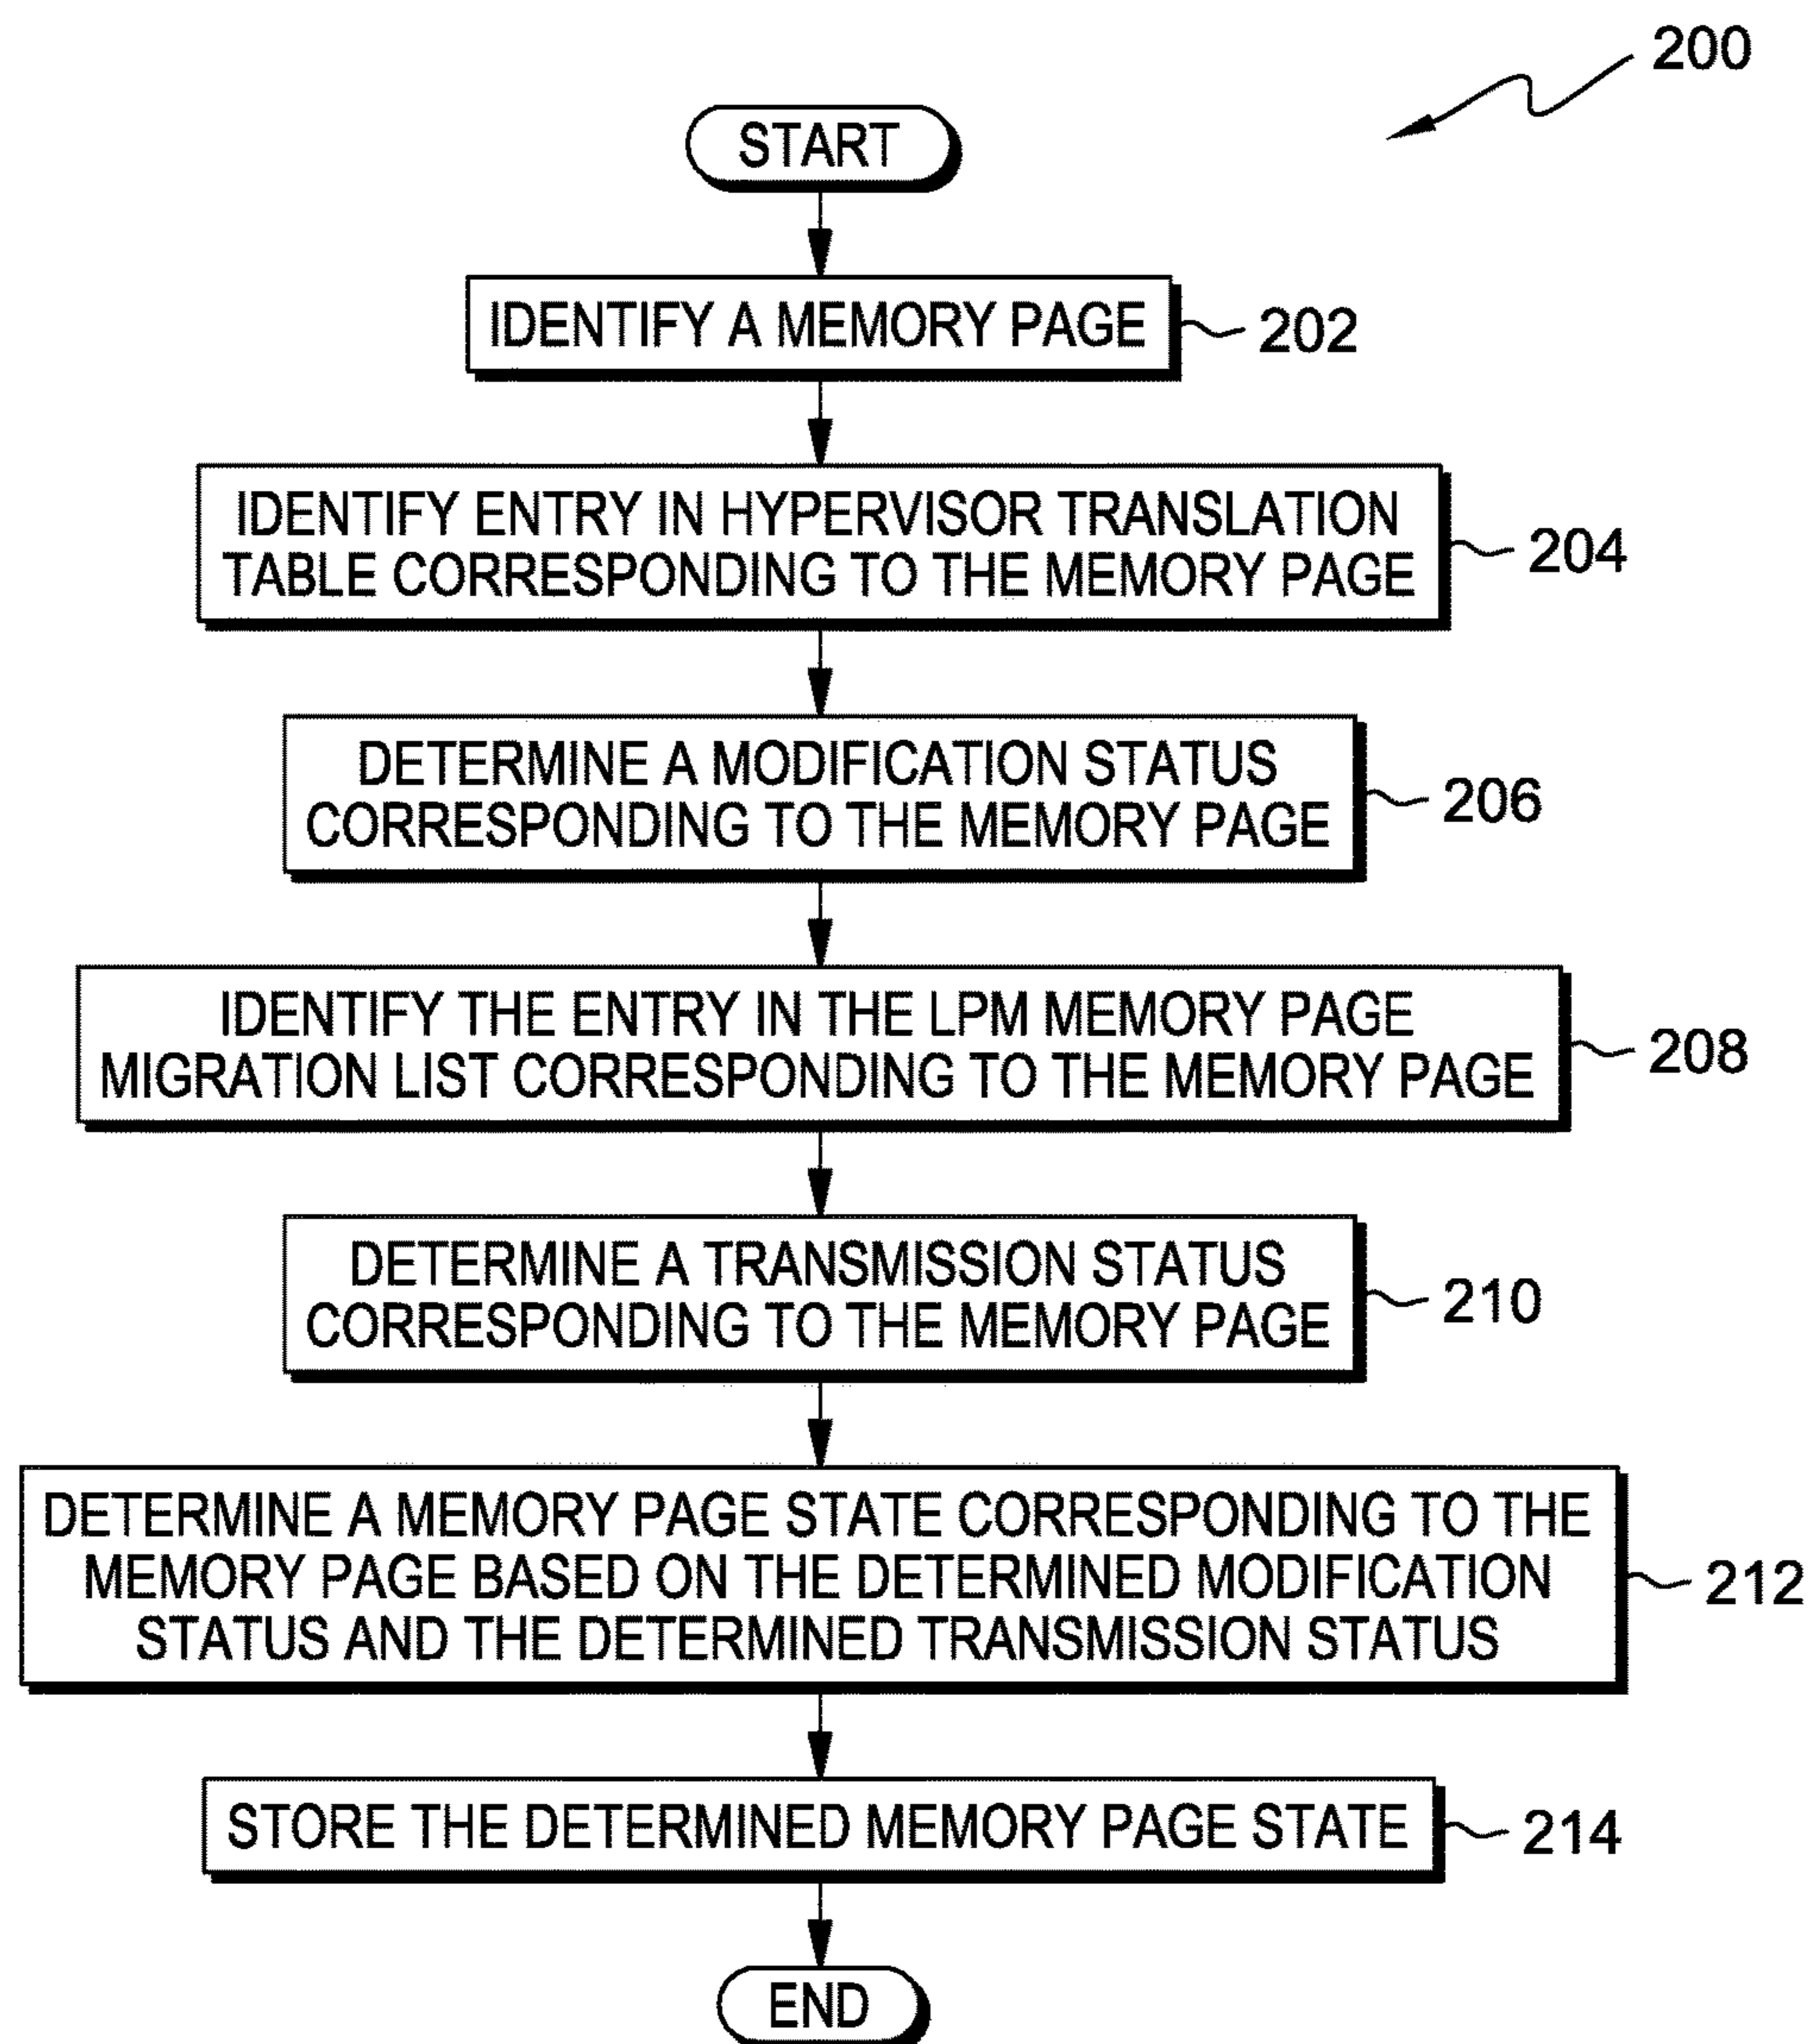 200
START
IDENTIFY A MEMORY PAGE
202
IDENTIFY ENTRY IN HYPERVISOR TRANSLATION
TABLE CORRESPONDING TO THE MEMORY PAGE
204
DETERMINE A MODIFICATION STATUS
CORRESPONDING TO THE MEMORY PAGE
206
IDENTIFY THE ENTRY IN THE LPM MEMORY PAGE
MIGRATION LIST CORRESPONDING TO THE MEMORY PAGE
208
DETERMINE A TRANSMISSION STATUS
CORRESPONDING TO THE MEMORY PAGE
210
DETERMINE A MEMORY PAGE STATE CORRESPONDING TO THE
MEMORY PAGE BASED ON THE DETERMINED MODIFICATION
STATUS AND THE DETERMINED TRANSMISSION STATUS
212
STORE THE DETERMINED MEMORY PAGE STATE
214
END